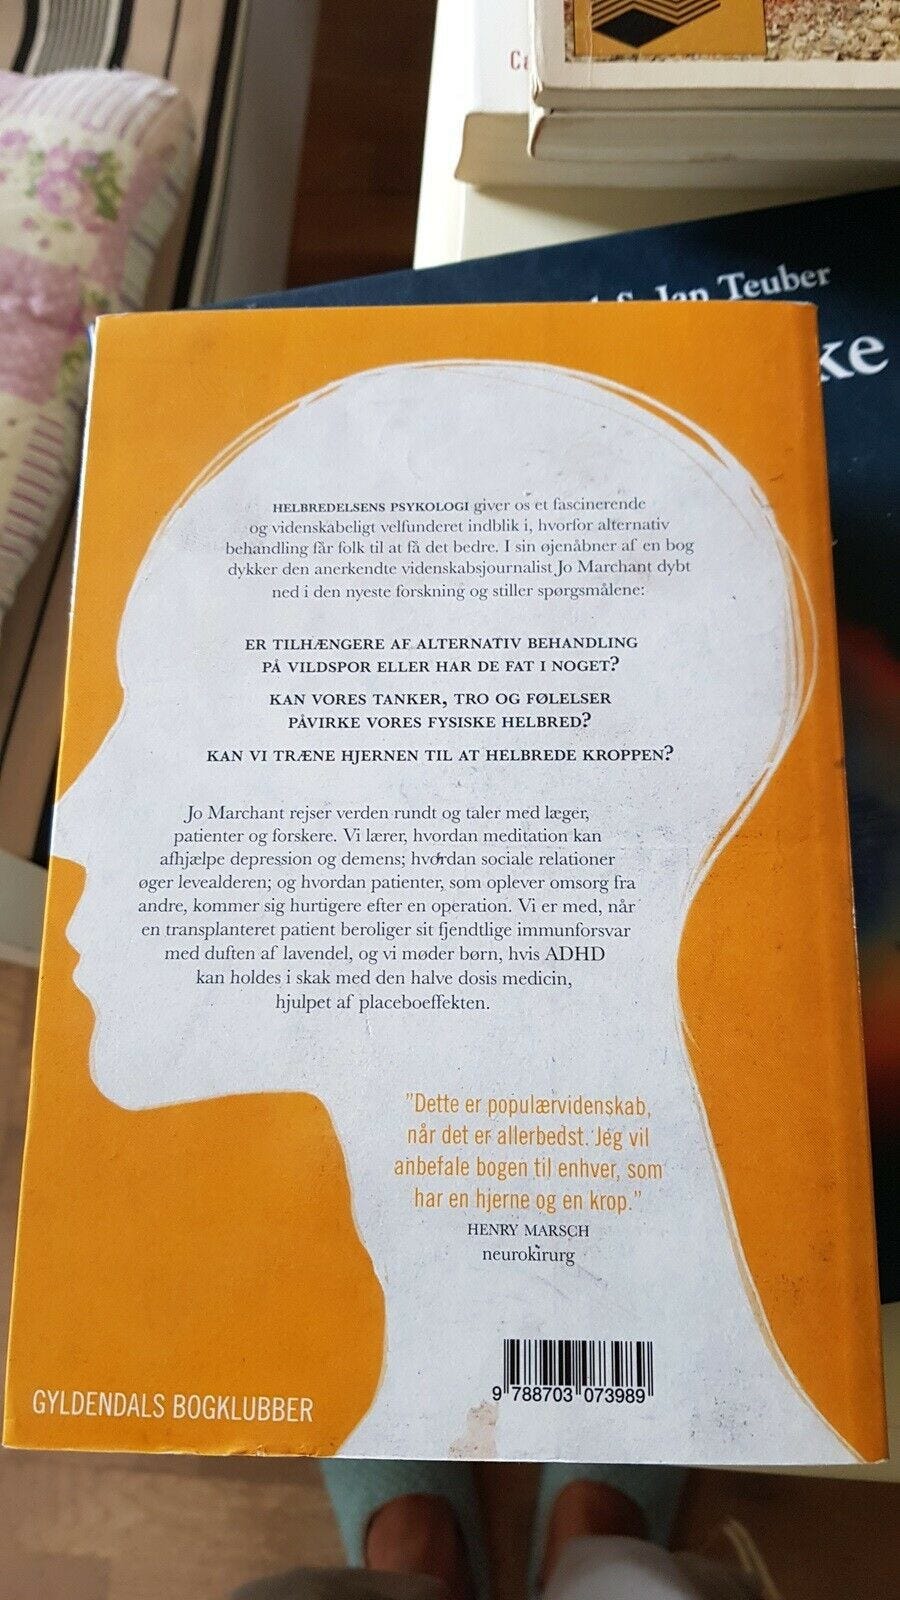 Ca
Jan Teuber
ke
HELBREDELSENS PSYKOLOGI giver os et fascinerende
og videnskabeligt velfunderet indblik i, hvorfor alternativ
behandling får folk til at få det bedre. I sin øjenåbner af en bog
dykker den anerkendte videnskabsjournalist Jo Marchant dybt
ned i den nyeste forskning og stiller spørgsmålene:
ER TILHÆNGERE AF ALTERNATIV BEHANDLING
PÅ VILDSPOR ELLER HAR DE FAT I NOGET?
KAN VORES TANKER, TRO OG FØLELSER
PÅVIRKE VORES FYSISKE HELBRED?
KAN VI TRÆNE HJERNEN TIL AT HELBREDE KROPPEN?
Jo Marchant rejser verden rundt og taler med læger,
patienter og forskere. Vi lærer, hvordan meditation kan
afhjælpe depression og demens; hvordan sociale relationer
øger levealderen; og hvordan patienter, som oplever omsorg fra
andre, kommer sig hurtigere efter en operation. Vi er med, når
en transplanteret patient beroliger sit fjendtlige immunforsvar
med duften af lavendel, og vi møder børn, hvis ADHD
kan holdes i skak med den halve dosis medicin,
hjulpet af placeboeffekten.
"Dette er populærvidenskab,
når det er allerbedst. Jeg vil
anbefale bogen til enhver, som
har en hjerne og en krop."
HENRY MARSCH
neurokirurg
9 788703 073989
GYLDENDALS BOGKLUBBER